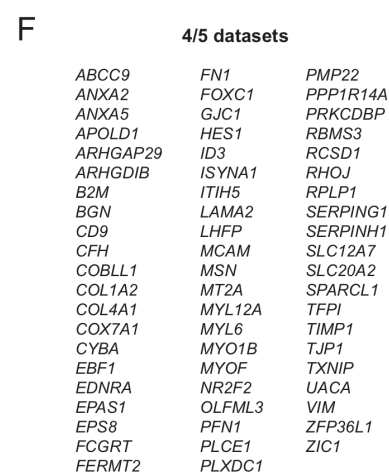 F
4/5 datasets
ABCC9 FN1 PMP22
ANXA2 FOXC1 PPP1R14A
ANXA5 GJC1 PRKCDBP
APOLD1 HES1 RBMS3
ARHGAP29 ID3 RCSD1
ARHGDIB ISYNA1 RHOJ
B2M ITIH5 RPLP1
BGN LAMA2 SERPING1
CD9 LHFP SERPINH1
CFH MCAM SLC12A7
COBLL1 MSN SLC20A2
COL1A2 MT2A SPARCL1
COL4A1 MYL12A TFPI
COX7A1 MYL6 TIMP1
CYBA MYO1B TJP1
EBF1 MYOF TXNIP
EDNRA NR2F2 UACA
EPAS1 OLFML3 VIM
EPS8 PFN1 ZFP36L1
FCGRT PLCE1 ZIC1
FERMT2 PLXDC1